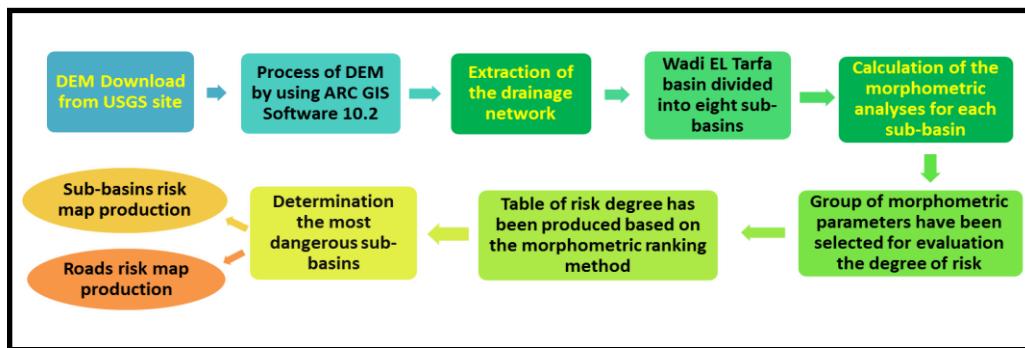 DEM Download
from USGS site
Process of DEM
by using ARC GIS
Software 10.2
Extraction of
the drainage
network
Wadi EL Tarfa
basin divided
into eight sub-
basins
Calculation of the
morphometric
analyses for each
sub-basin
Group of morphometric
parameters have been
selected for evaluation
the degree of risk
Table of risk degree has
been produced based on
the morphometric ranking
method
Determination
the most
dangerous sub-
basins
Sub-basins risk
map production
Roads risk map
production